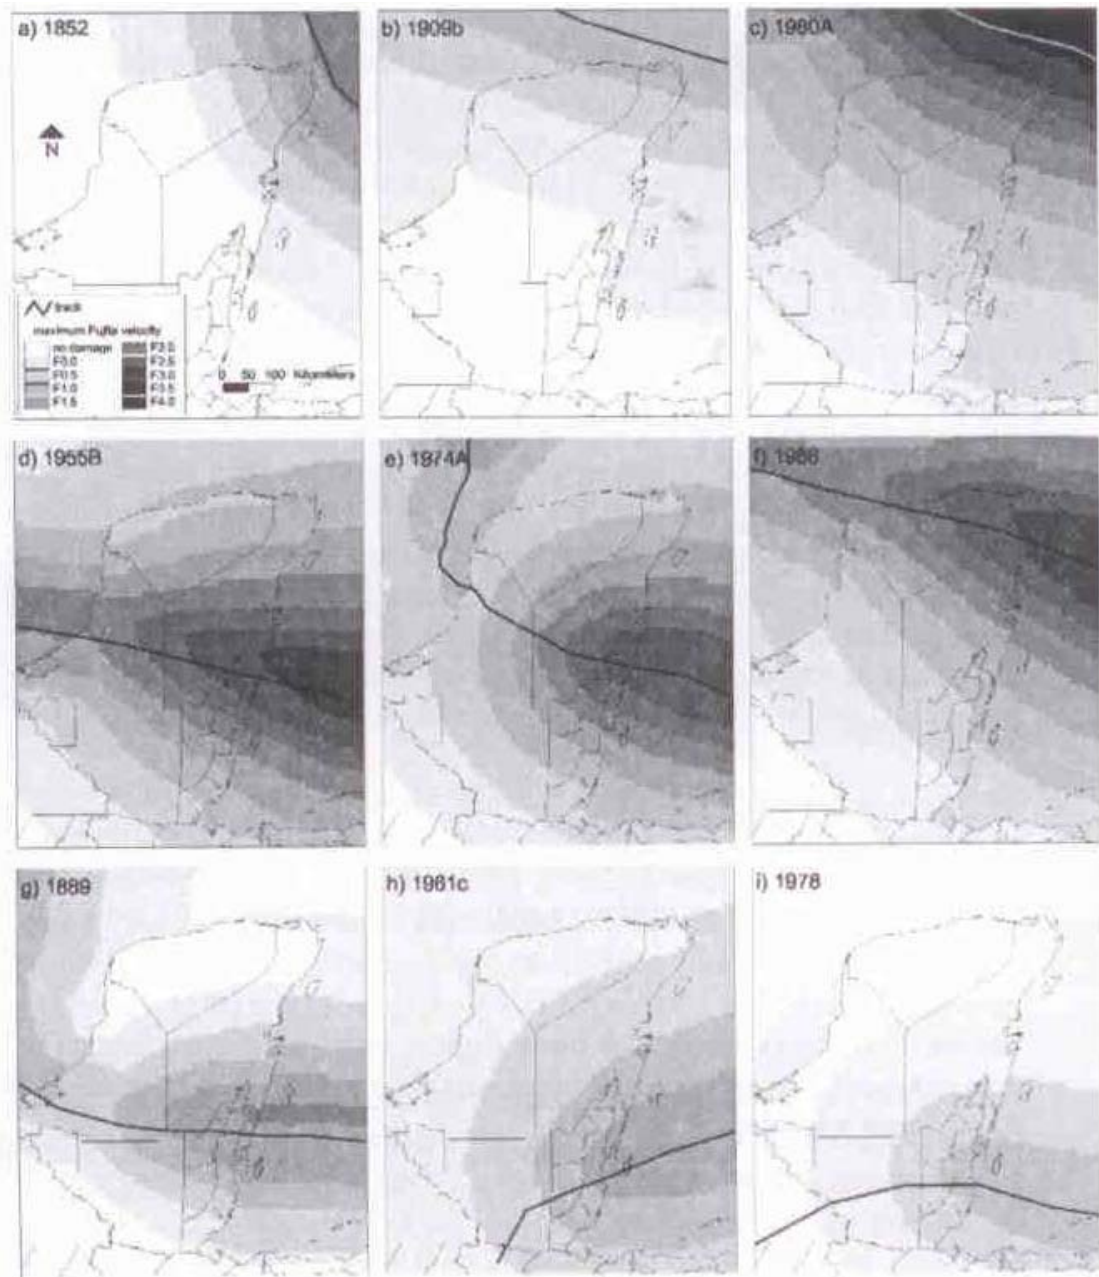 a) 1852
b) 1909b
c) 1980A
N
track
maximum Fujita velocity
no damage
F0.0
F0.5
F1.0
F1.5
F2.0
F2.5
F3.0
F3.5
F4.0
0 50 100 Kilometers
d) 1955B
e) 1974A
f) 1988
g) 1889
h) 1961c
i) 1978